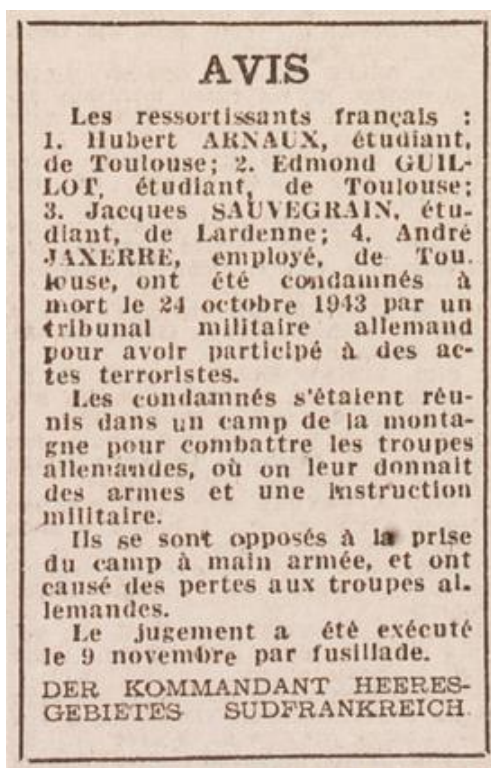 AVIS
Les ressortissants français :
1. Hubert ARNAUX, étudiant,
de Toulouse; 2. Edmond GUIL-
LOT, étudiant, de Toulouse;
3. Jacques SAUVEGRAIN, étu-
diant, de Lardenne; 4. André
JAXERRE, employé, de Tou.
louse, ont été condamnés à
mort le 24 octobre 1943 par un
tribunal militaire allemand
pour avoir participé à des ac-
tes terroristes.
Les condamnés s'étaient réu-
nis dans un camp de la monta-
gne pour combattre les troupes
allemandes, où on leur donnait
des armes et une instruction
militaire.
Ils se sont opposés à la prise
du camp à main armée, et ont
causé des pertes aux troupes al.
lemandes.
Le jugement a été exécuté
le 9 novembre par fusillade.
DER KOMMANDANT HEERES-
GEBIETES SUDFRANKREICH